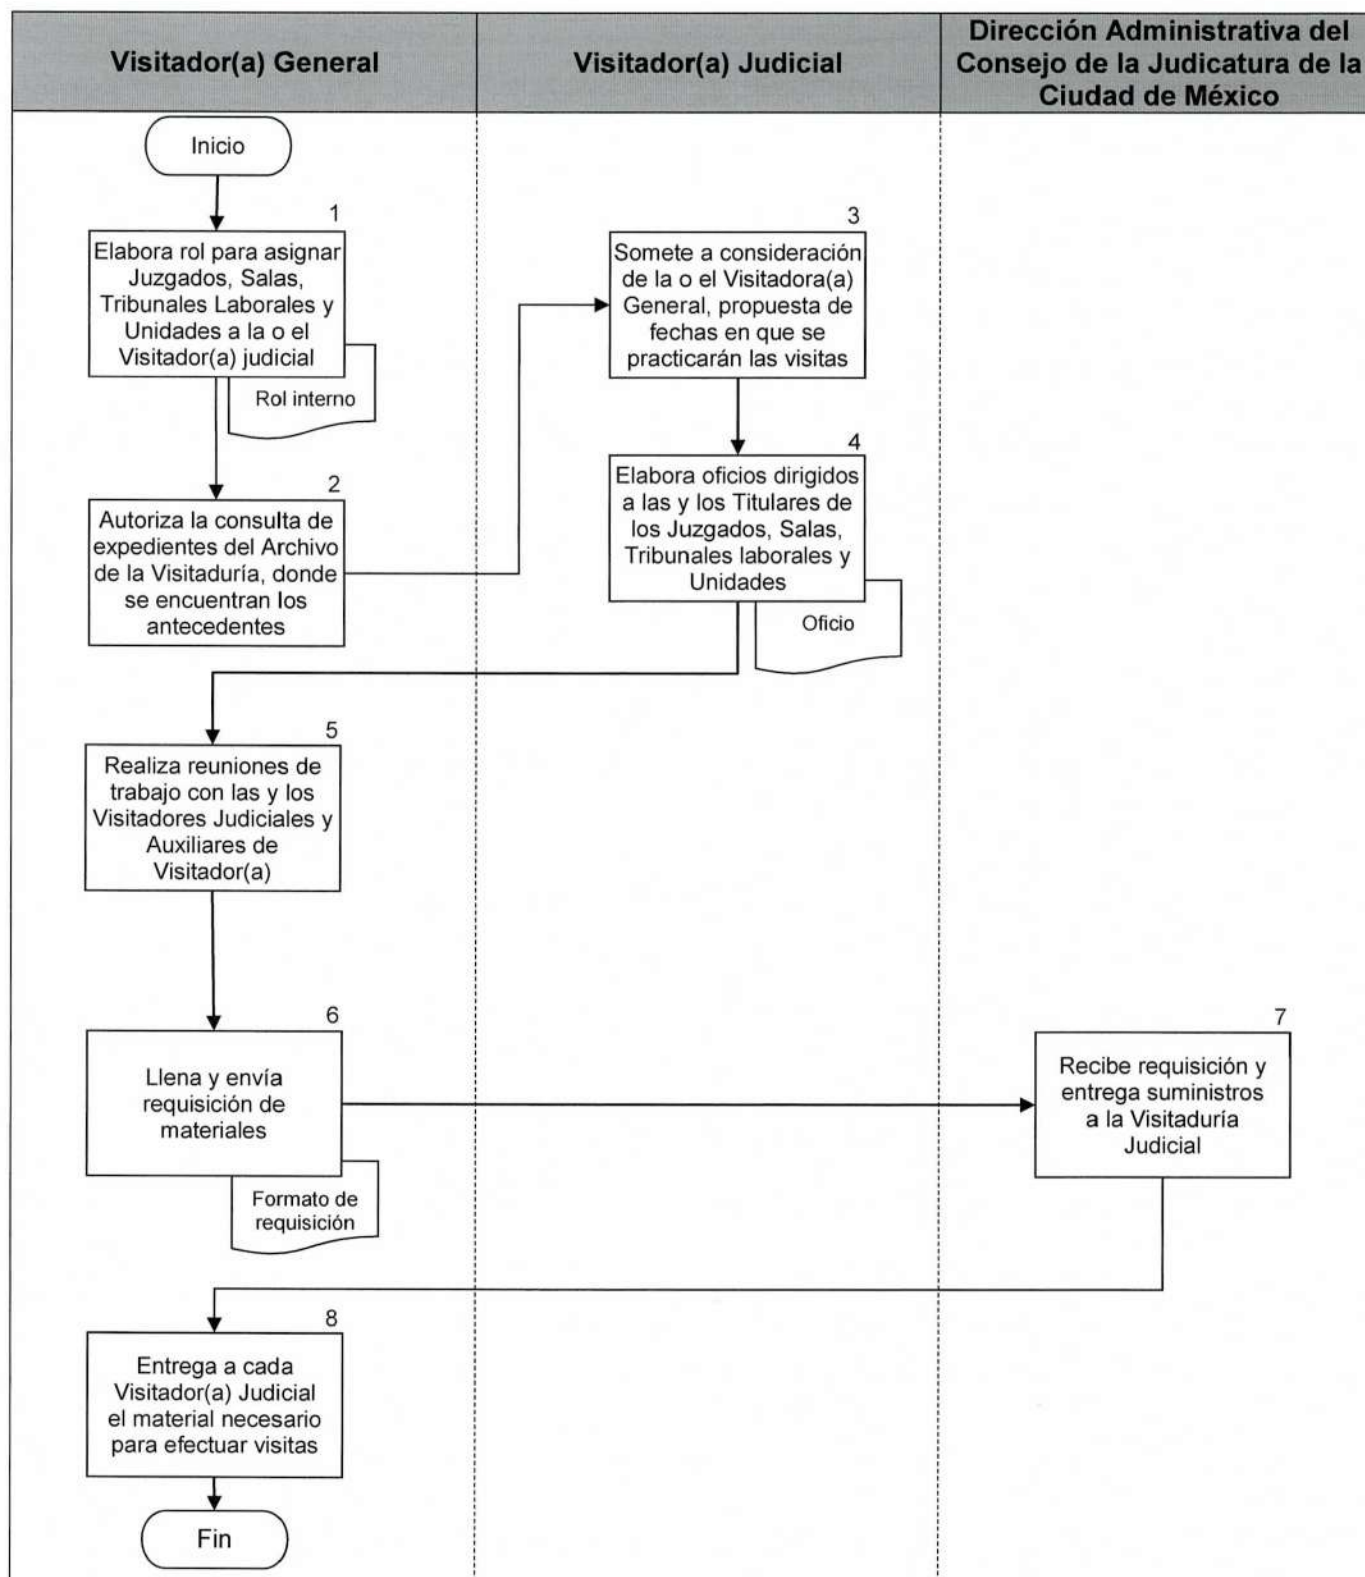 Visitador(a) General
Visitador(a) Judicial
Dirección Administrativa del
Consejo de la Judicatura de la
Ciudad de México
Inicio
1
Elabora rol para asignar
Juzgados, Salas,
Tribunales Laborales y
Unidades a la o el
Visitador(a) judicial
Rol interno
2
Autoriza la consulta de
expedientes del Archivo
de la Visitaduría, donde
se encuentran los
antecedentes
3
Somete a consideración
de la o el Visitadora(a)
General, propuesta de
fechas en que se
practicarán las visitas
4
Elabora oficios dirigidos
a las y los Titulares de
los Juzgados, Salas,
Tribunales laborales y
Unidades
Oficio
5
Realiza reuniones de
trabajo con las y los
Visitadores Judiciales y
Auxiliares de
Visitador(a)
6
Llena y envía
requisición de
materiales
Formato de
requisición
7
Recibe requisición y
entrega suministros
a la Visitaduría
Judicial
8
Entrega a cada
Visitador(a) Judicial
el material necesario
para efectuar visitas
Fin